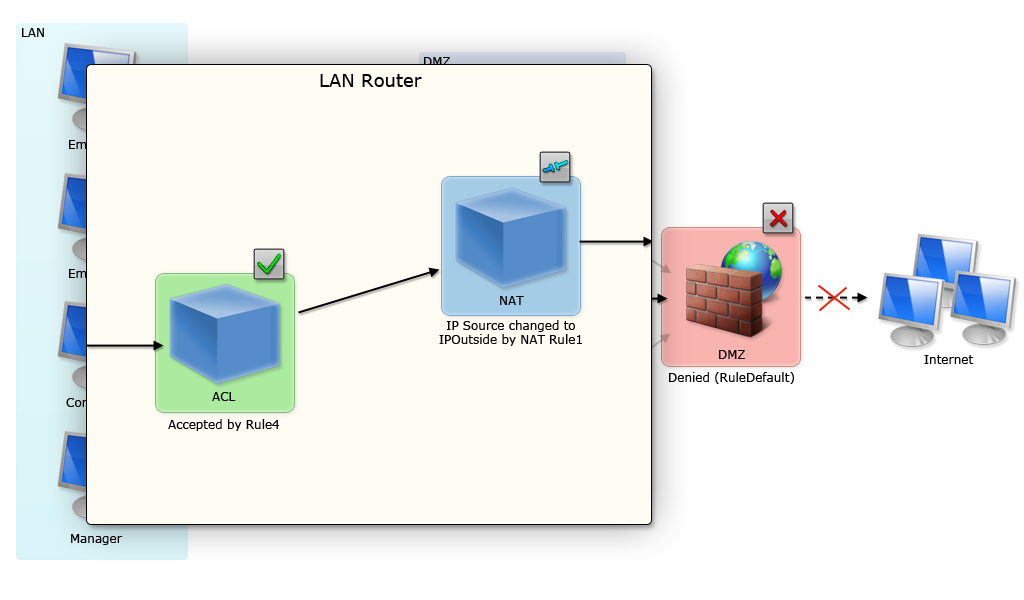 LAN
DMZ
LAN Router
Em
Em
NAT
IP Source changed to
IPOutside by NAT Rule1
DMZ
Denied (RuleDefault)
Internet
ACL
Accepted by Rule4
Manager